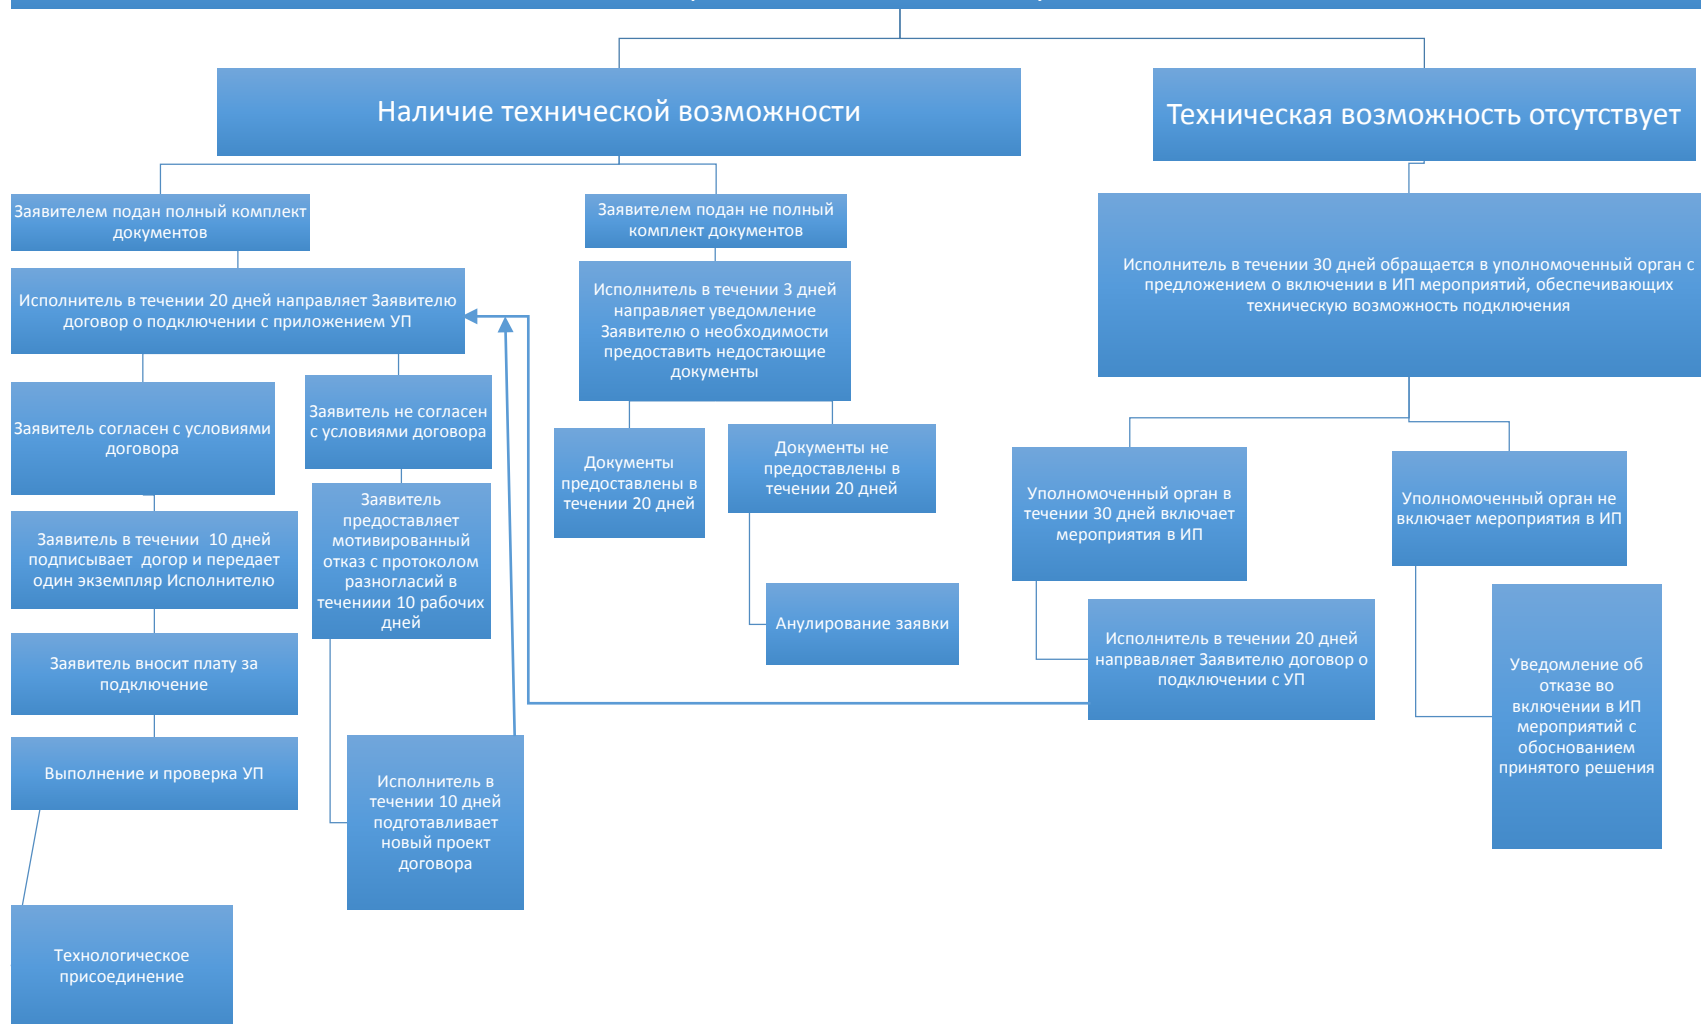 Наличие технической возможности
Техническая возможность отсутствует
Заявителем подан полный комплект
документов
Заявителем подан не полный
комплект документов
Исполнитель в течении 30 дней обращается в уполномоченный орган с
предложением о включении в ИП мероприятий, обеспечивающих
техническую возможность подключения
Исполнитель в течении 20 дней направляет Заявителю
договор о подключении с приложением УП
Исполнитель в течении 3 дней
направляет уведомление
Заявителю о необходимости
предоставить недостающие
документы
Заявитель согласен с условиями
договора
Заявитель не согласен
с условиями договора
Документы
предоставлены в
течении 20 дней
Документы не
предоставлены в
течении 20 дней
Уполномоченный орган в
течении 30 дней включает
мероприятия в ИП
Уполномоченный орган не
включает мероприятия в ИП
Заявитель в течении  10 дней
подписывает  догор и передает
один экземпляр Исполнителю
Заявитель
предоставляет
мотивированный
отказ с протоколом
разногласий в
течениии 10 рабочих
дней
Анулирование заявки
Исполнитель в течении 20 дней
напрвавляет Заявителю договор о
подключении с УП
Уведомление об
отказе во
включении в ИП
мероприятий с
обоснованием
принятого решения
Заявитель вносит плату за
подключение
Выполнение и проверка УП
Исполнитель в
течении 10 дней
подготавливает
новый проект
договора
Технологическое
присоединение